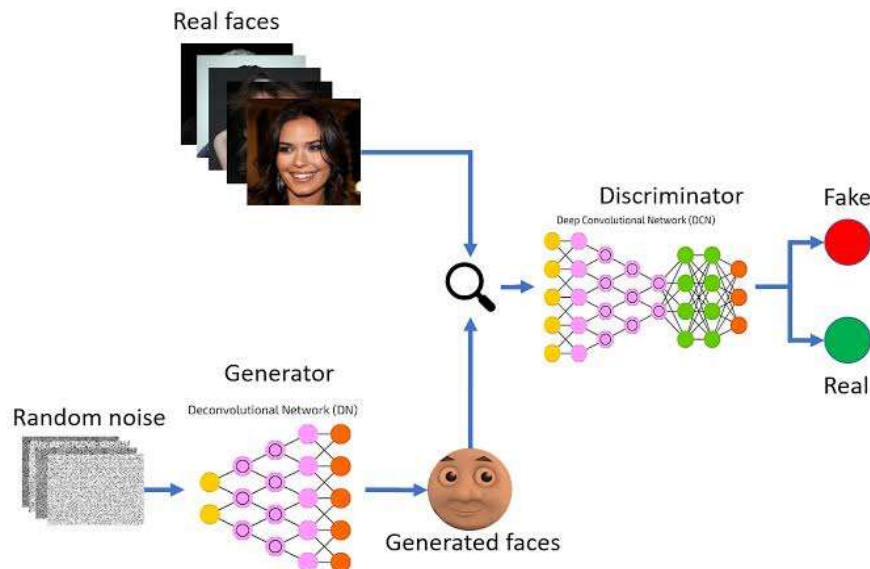 Real faces
Discriminator
Deep Convolutional Network (DCN)
Fake
Generator
Deconvolutional Network (DN)
Random noise
Real
Generated faces